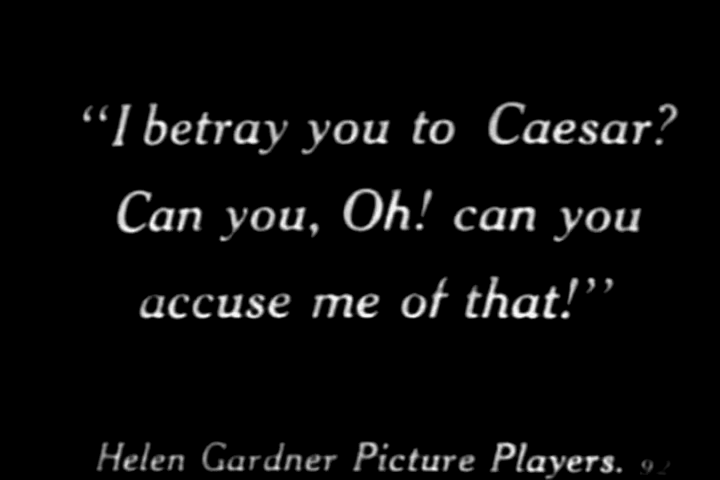 “I betray you to Caesar?
Can you, Oh! can you
accuse me of that!”
Helen Gardner Picture Players. 92